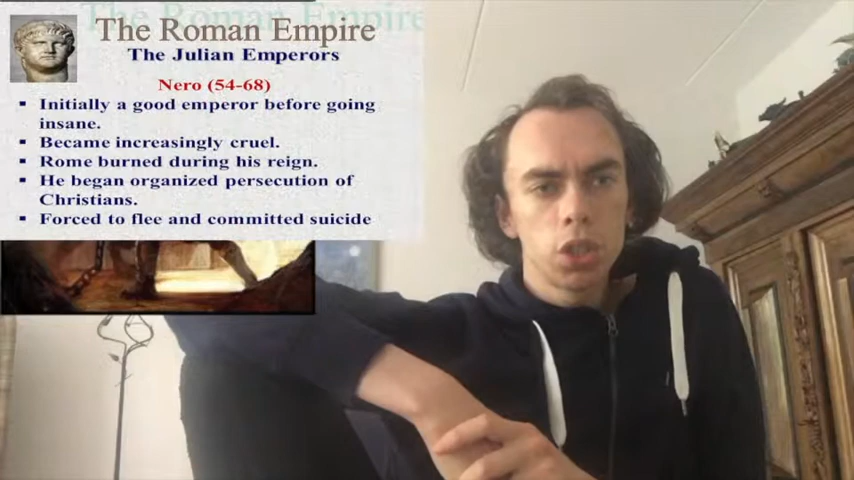 The Roman Empire
The Julian Emperors
Nero (54-68)
▪ Initially a good emperor before going
insane.
▪ Became increasingly cruel.
▪ Rome burned during his reign.
▪ He began organized persecution of
Christians.
▪ Forced to flee and committed suicide